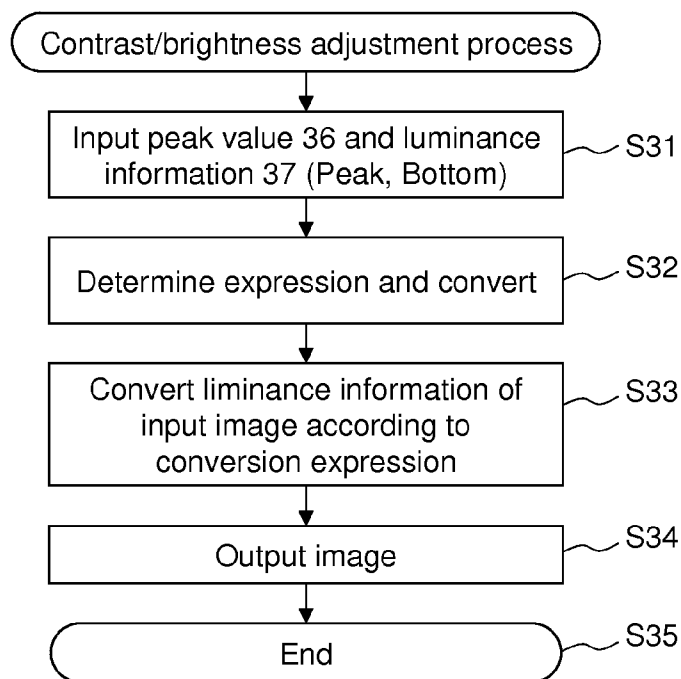 Contrast/brightness adjustment process
Input peak value 36 and luminance
information 37 (Peak, Bottom)
S31
Determine expression and convert
S32
Convert liminance information of
input image according to
conversion expression
S33
Output image
S34
End
S35